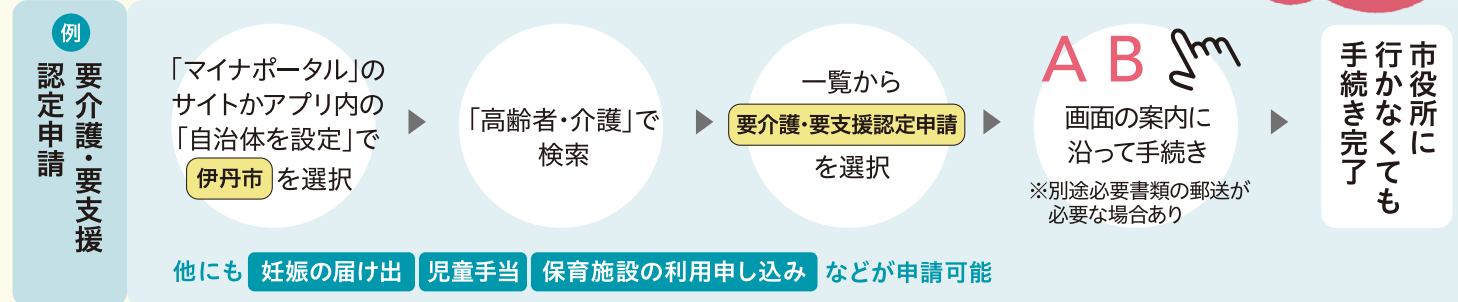 例
要介護・要支援
認定申請
「マイナポータル」の
サイトかアプリ内の
「自治体を設定」で
伊丹市を選択
「高齢者・介護」で
検索
一覧から
要介護・要支援認定申請
を選択
A B
画面の案内に
沿って手続き
※別途必要書類の郵送が
必要な場合あり
市役所に
行かなくても
手続き完了
他にも 妊娠の届け出 児童手当 保育施設の利用申し込み などが申請可能